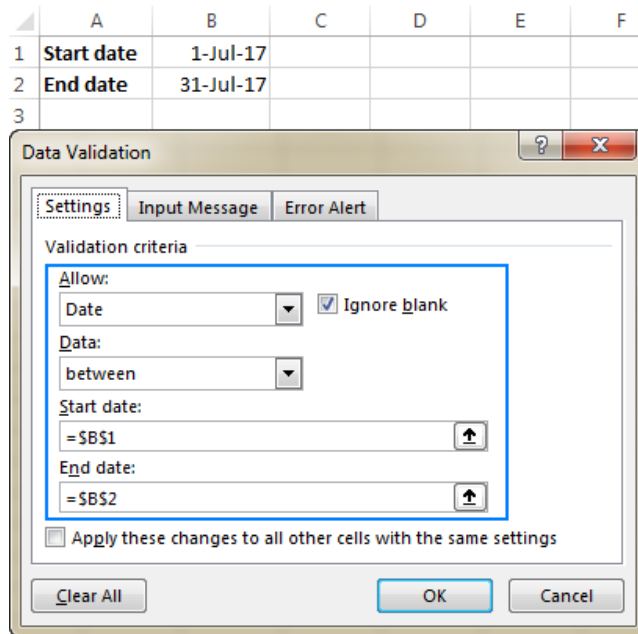 A B C D E F
1 Start date 1-Jul-17
2 End date 31-Jul-17
3
Data Validation ? X
Settings Input Message Error Alert
Validation criteria
Allow:
Date Ignore blank
Data:
between
Start date:
=$B$1
End date:
=$B$2
Apply these changes to all other cells with the same settings
Clear All OK Cancel